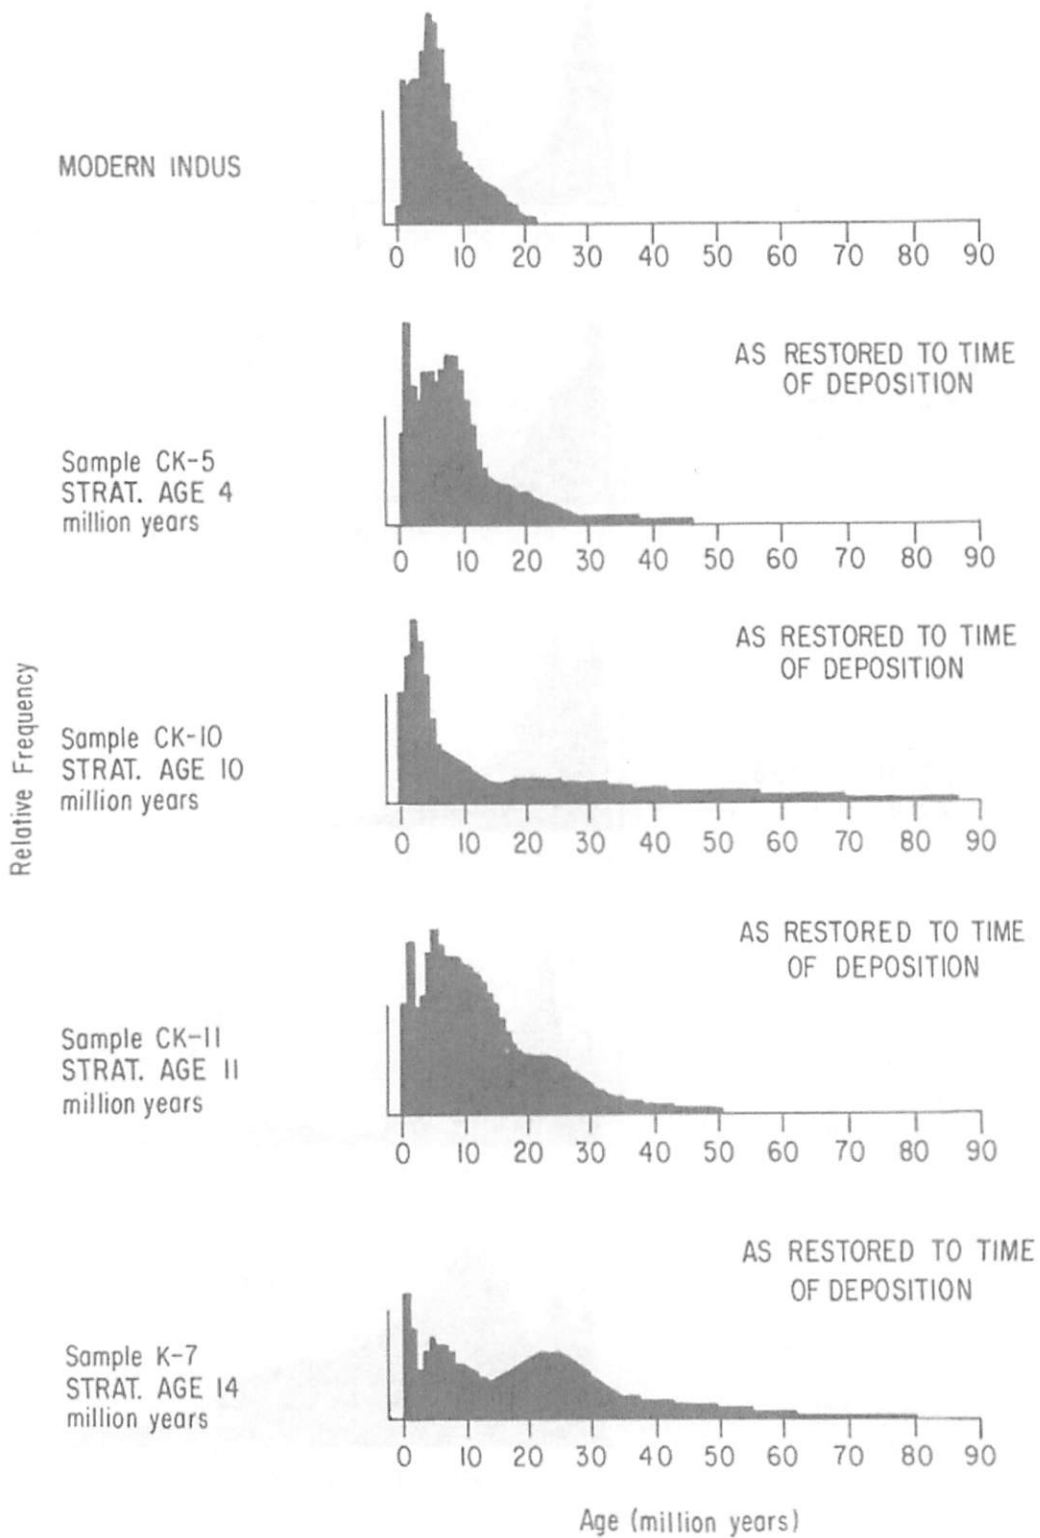 MODERN INDUS
0 10 20 30 40 50 60 70 80 90
AS RESTORED TO TIME
OF DEPOSITION
Sample CK-5
STRAT. AGE 4
million years
0 10 20 30 40 50 60 70 80 90
AS RESTORED TO TIME
OF DEPOSITION
Relative Frequency
Sample CK-10
STRAT. AGE 10
million years
0 10 20 30 40 50 60 70 80 90
AS RESTORED TO TIME
OF DEPOSITION
Sample CK-11
STRAT. AGE 11
million years
0 10 20 30 40 50 60 70 80 90
AS RESTORED TO TIME
OF DEPOSITION
Sample K-7
STRAT. AGE 14
million years
0 10 20 30 40 50 60 70 80 90
Age (million years)